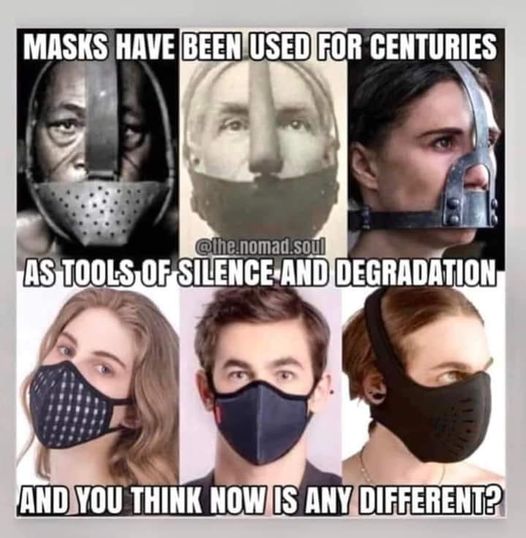 MASKS HAVE BEEN USED FOR CENTURIES
@the.nomad.soul
AS TOOLS OF SILENCE AND DEGRADATION
AND YOU THINK NOW IS ANY DIFFERENT?